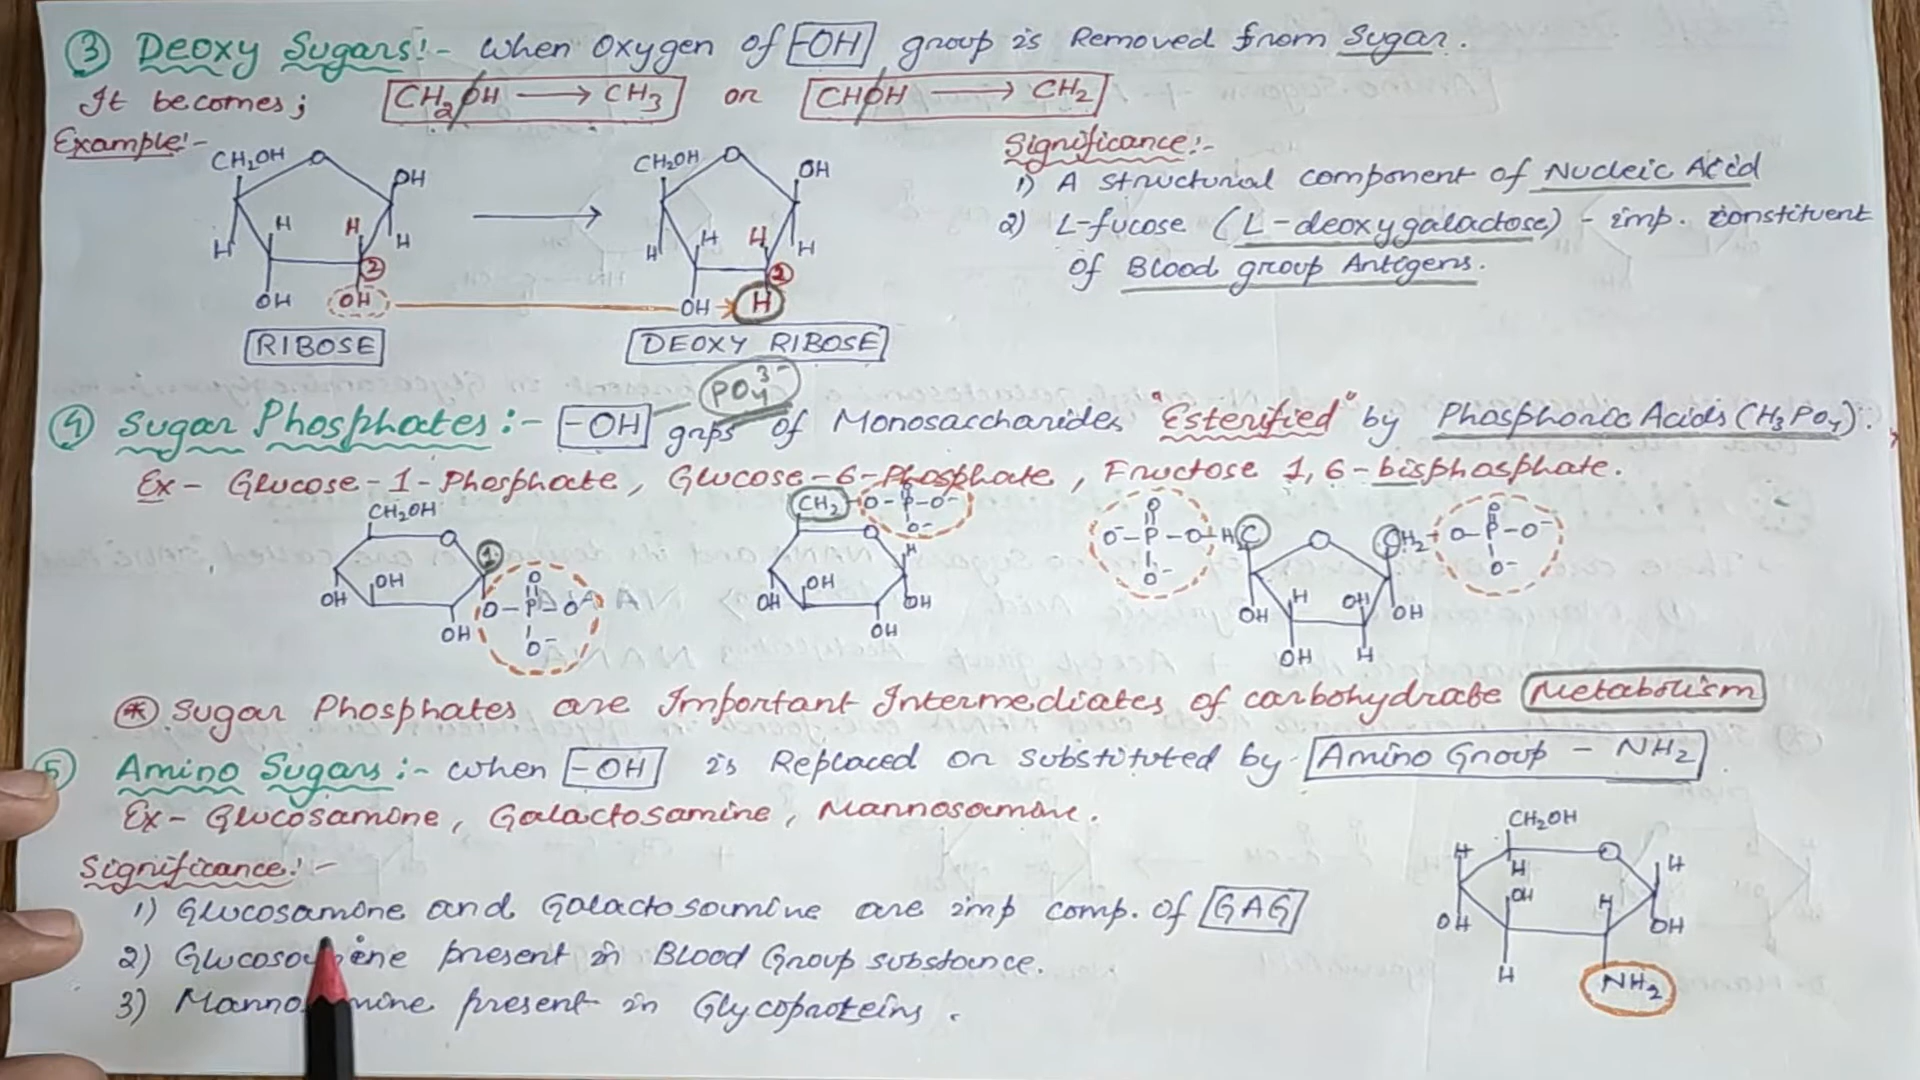 ③ Deoxy Sugars:- when oxygen of -OH group is Removed from Sugar.
It becomes; CH₂OH → CH₃ or CHOH → CH₂
Example:-
CH₂OH O OH H H H H ② OH OH
RIBOSE
CH₂OH O OH H H H H ② OH H
DEOXY RIBOSE
Significance:-
1) A structural component of Nucleic Acid
2) L-fucose (L-deoxygalactose) - imp. constituent
of Blood group Antigens.
PO₄³⁻
④ Sugar Phosphates:- -OH grps of Monosaccharides "Esterified" by Phosphoric Acids (H₃PO₄).
Ex- Glucose-1-Phosphate, Glucose-6-Phosphate, Fructose 1,6-bisphosphate.
CH₂OH O 1 OH OH OH O-P-O⁻ O O⁻
CH₂-O-P-O⁻ O O⁻ O H OH OH OH OH
O⁻-P-O-H₂C O O⁻ O CH₂-O-P-O⁻ O O⁻ OH H OH OH OH H
* Sugar Phosphates are Important Intermediates of carbohydrate Metabolism
⑤ Amino Sugars:- when -OH is Replaced or substituted by Amino Group - NH₂
Ex- Glucosamine, Galactosamine, Mannosamine.
Significance:-
1) Glucosamine and Galactosamine are imp comp. of GAG
2) Glucosamine present in Blood Group substance.
3) Mannosamine present in Glycoproteins.
CH₂OH O H H H OH H OH OH H NH₂